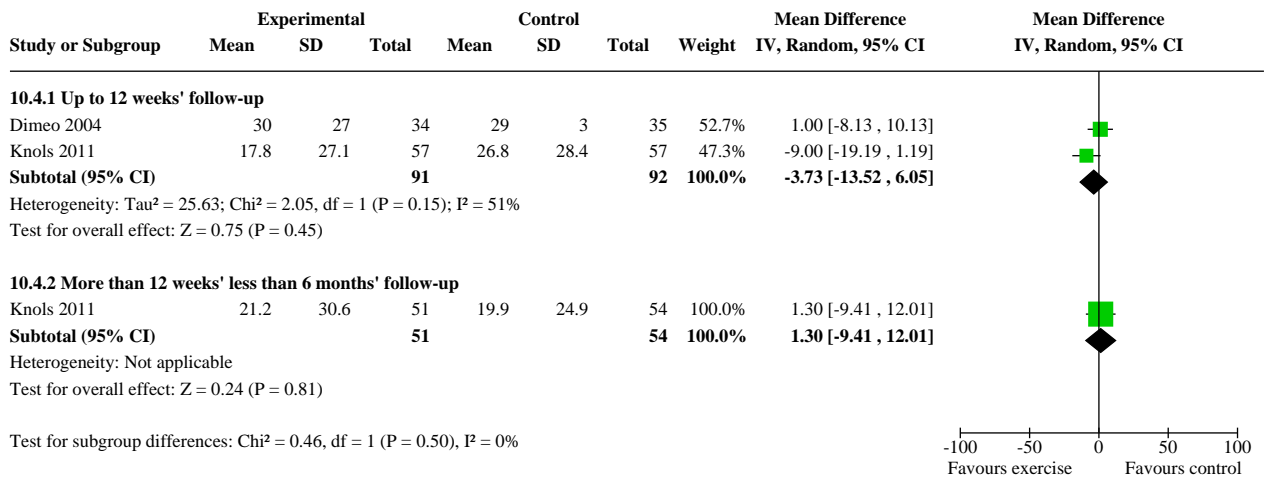 Experimental Control Mean Difference Mean Difference
Study or Subgroup Mean SD Total Mean SD Total Weight IV, Random, 95% CI IV, Random, 95% CI
10.4.1 Up to 12 weeks' follow-up
Dimeo 2004 30 27 34 29 3 35 52.7% 1.00 [-8.13 , 10.13]
Knols 2011 17.8 27.1 57 26.8 28.4 57 47.3% -9.00 [-19.19 , 1.19]
Subtotal (95% CI) 91 92 100.0% -3.73 [-13.52 , 6.05]
Heterogeneity: Tau² = 25.63; Chi² = 2.05, df = 1 (P = 0.15); I² = 51%
Test for overall effect: Z = 0.75 (P = 0.45)
10.4.2 More than 12 weeks' less than 6 months' follow-up
Knols 2011 21.2 30.6 51 19.9 24.9 54 100.0% 1.30 [-9.41 , 12.01]
Subtotal (95% CI) 51 54 100.0% 1.30 [-9.41 , 12.01]
Heterogeneity: Not applicable
Test for overall effect: Z = 0.24 (P = 0.81)
Test for subgroup differences: Chi² = 0.46, df = 1 (P = 0.50), I² = 0%
-100 -50 0 50 100
Favours exercise Favours control